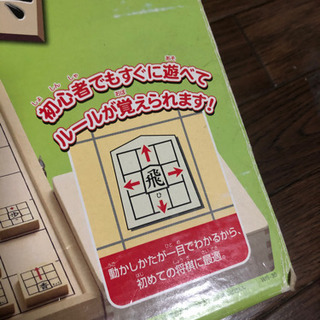 初心者でもすぐに遊べて
ルールが覚えられます!
飛
動かしかたが一目でわかるから、
初めての将棋に最適。